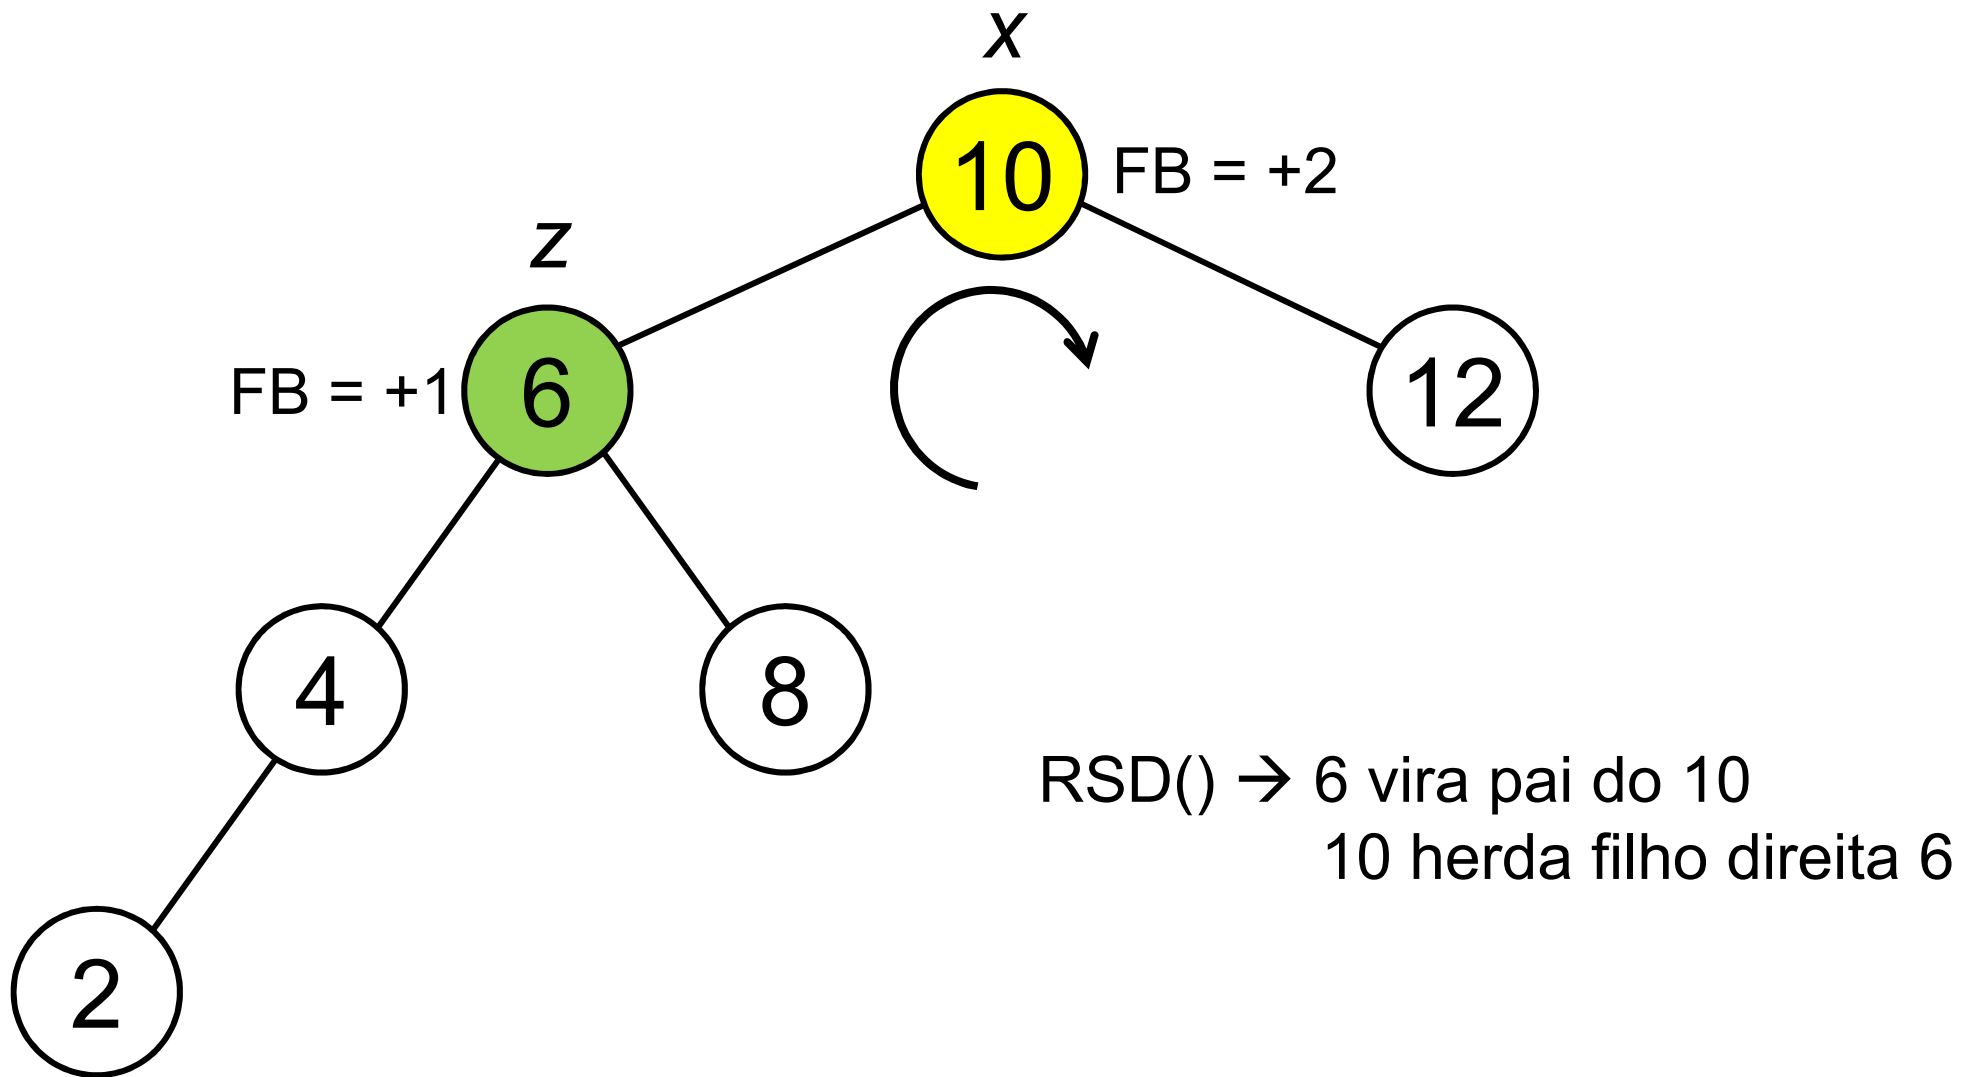 x
10 FB = +2
z
FB = +1 6
12
4
8
RSD() → 6 vira pai do 10
10 herda filho direita 6
2